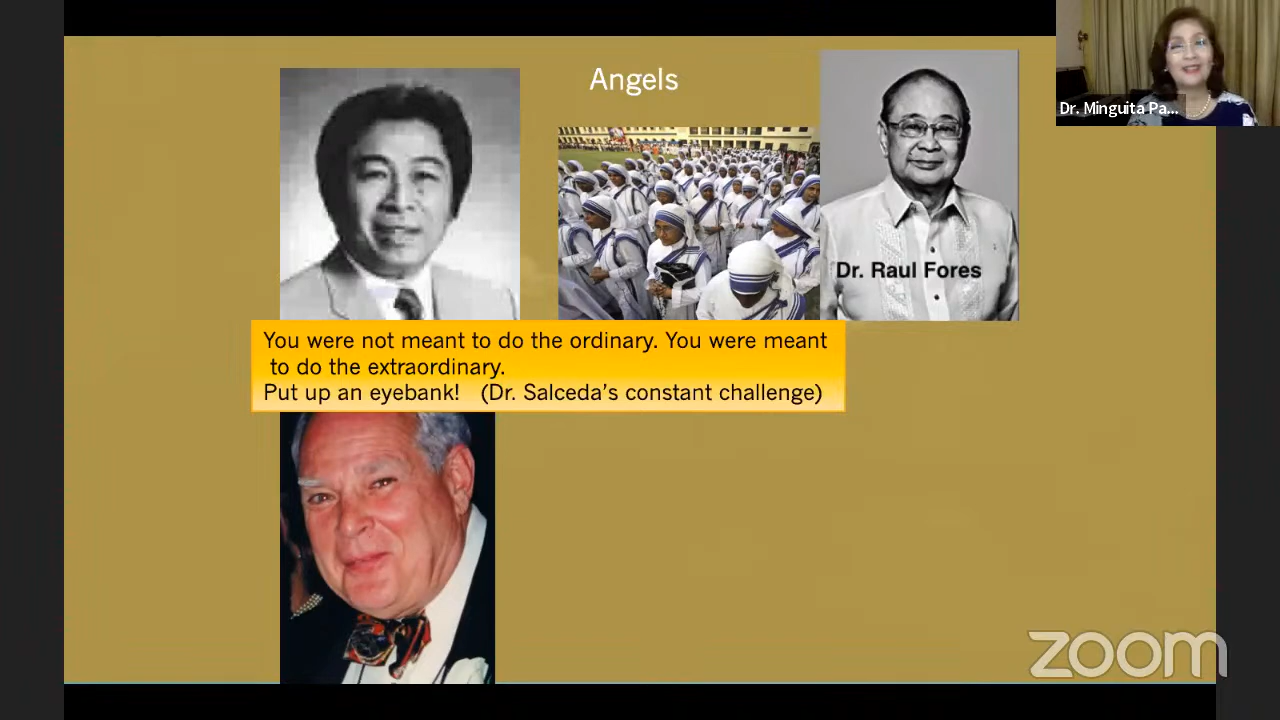 Angels
Dr. Minguita Pa...
Dr. Raul Fores
You were not meant to do the ordinary. You were meant
to do the extraordinary.
Put up an eyebank! (Dr. Salceda's constant challenge)
zoom